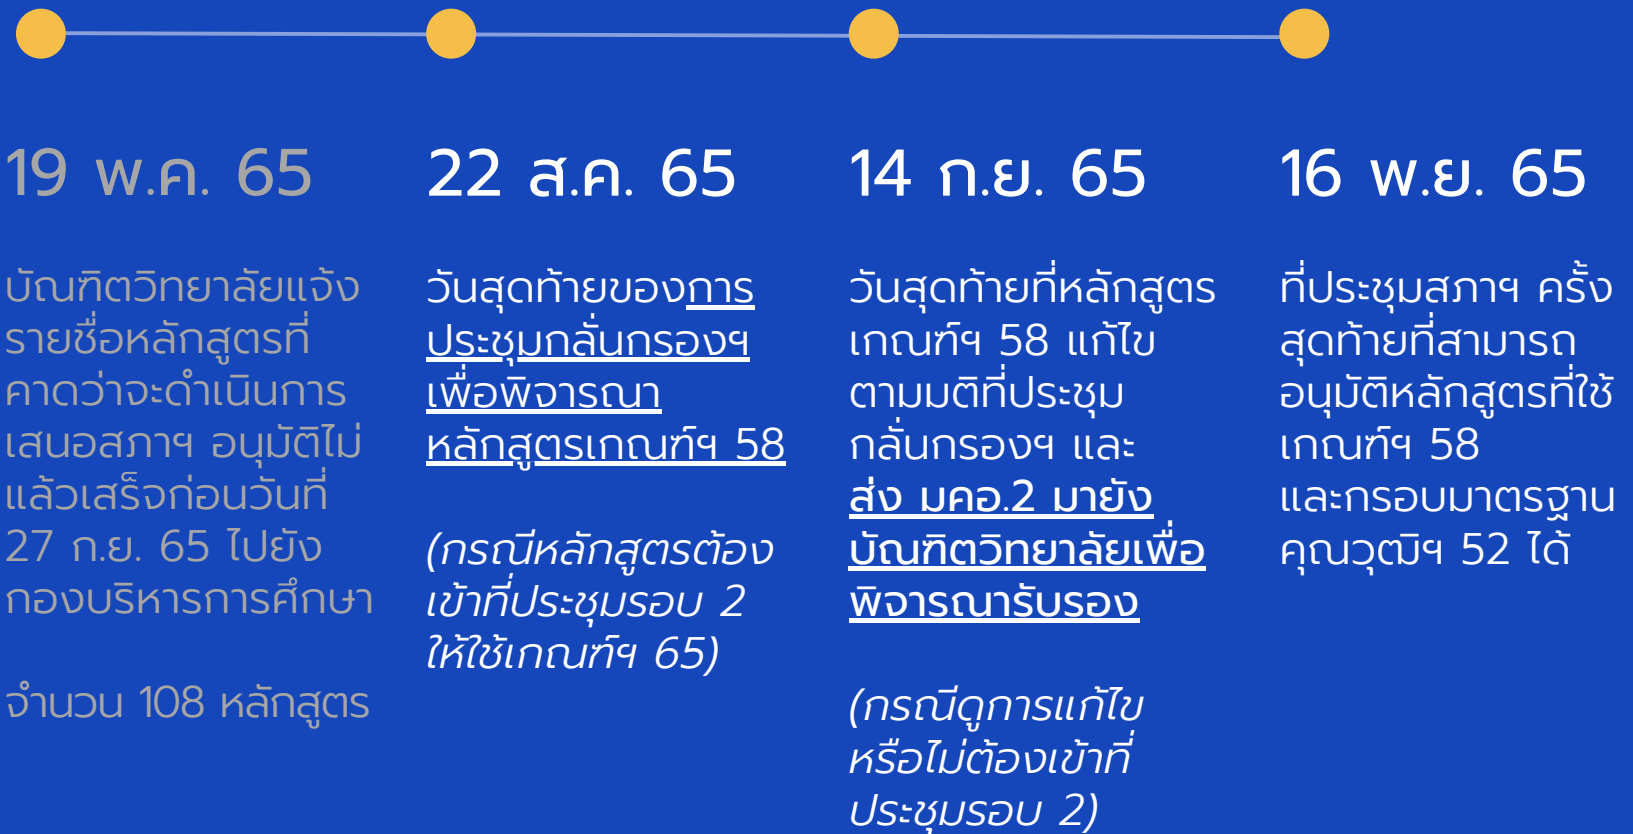 19 พ.ค. 65
บัณฑิตวิทยาลัยแจ้ง
รายชื่อหลักสูตรที่
คาดว่าจะดำเนินการ
เสนอสภาฯ อนุมัติไม่
แล้วเสร็จก่อนวันที่
27 ก.ย. 65 ไปยัง
กองบริหารการศึกษา
จำนวน 108 หลักสูตร
22 ส.ค. 65
วันสุดท้ายของการ
ประชุมกลั่นกรองฯ
เพื่อพิจารณา
หลักสูตรเกณฑ์ฯ 58
(กรณีหลักสูตรต้อง
เข้าที่ประชุมรอบ 2
ให้ใช้เกณฑ์ฯ 65)
14 ก.ย. 65
วันสุดท้ายที่หลักสูตร
เกณฑ์ฯ 58 แก้ไข
ตามมติที่ประชุม
กลั่นกรองฯ และ
ส่ง มคอ.2 มายัง
บัณฑิตวิทยาลัยเพื่อ
พิจารณารับรอง
(กรณีดูการแก้ไข
หรือไม่ต้องเข้าที่
ประชุมรอบ 2)
16 พ.ย. 65
ที่ประชุมสภาฯ ครั้ง
สุดท้ายที่สามารถ
อนุมัติหลักสูตรที่ใช้
เกณฑ์ฯ 58
และกรอบมาตรฐาน
คุณวุฒิฯ 52 ได้